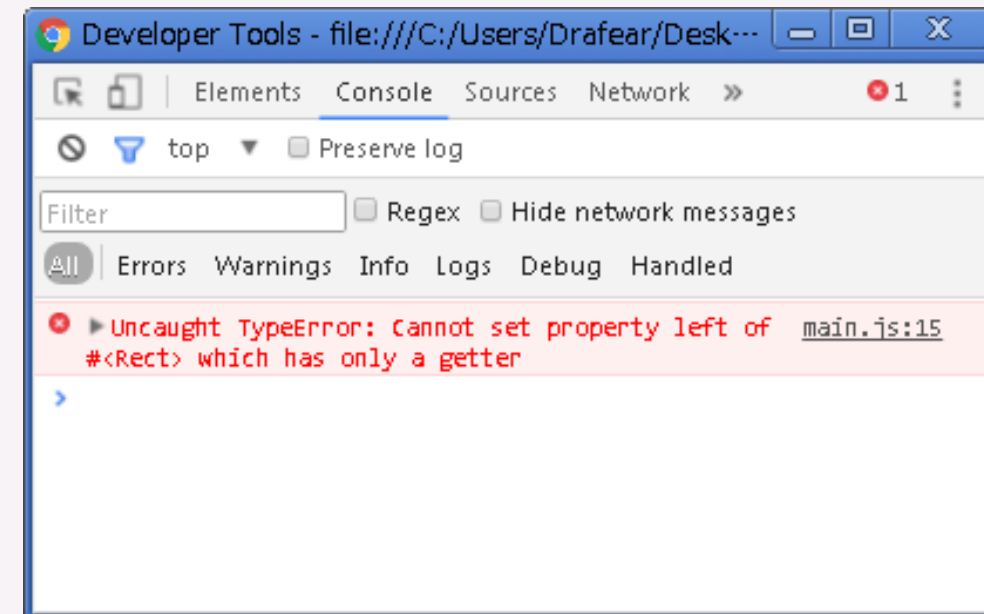 Developer Tools - file:///C:/Users/Drafear/Desk...
Elements Console Sources Network » 1
top ▼ Preserve log
Filter Regex Hide network messages
All Errors Warnings Info Logs Debug Handled
▶Uncaught TypeError: Cannot set property left of main.js:15
#<Rect> which has only a getter
>